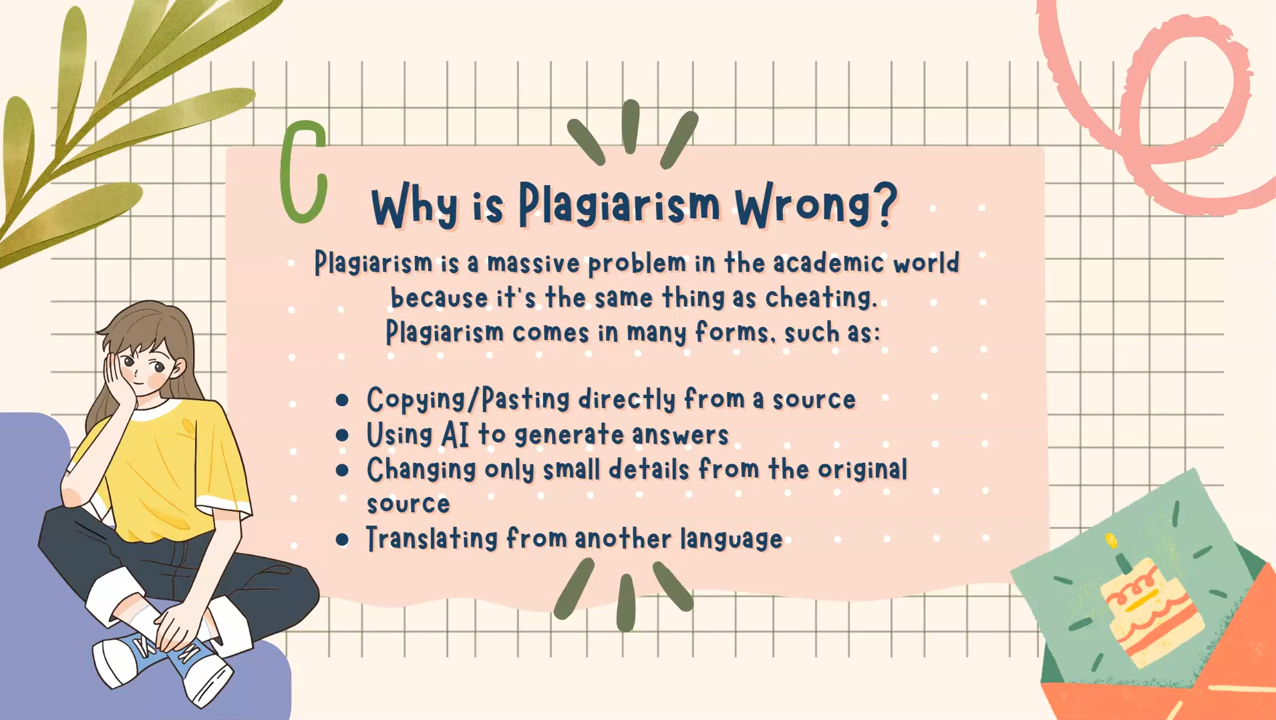 C
Why is Plagiarism Wrong?
Plagiarism is a massive problem in the academic world
because it's the same thing as cheating.
Plagiarism comes in many forms, such as:
• Copying/Pasting directly from a source
• Using AI to generate answers
• Changing only small details from the original
source
• Translating from another language